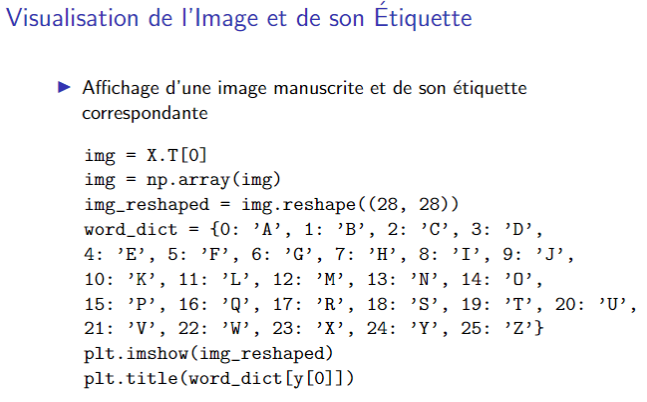 Visualisation de l'Image et de son Étiquette
▶ Affichage d'une image manuscrite et de son étiquette
correspondante
img = X.T[0]
img = np.array(img)
img_reshaped = img.reshape((28, 28))
word_dict = {0: ’A’, 1: ’B’, 2: ’C’, 3: ’D’,
4: ’E’, 5: ’F’, 6: ’G’, 7: ’H’, 8: ’I’, 9: ’J’,
10: ’K’, 11: ’L’, 12: ’M’, 13: ’N’, 14: ’O’,
15: ’P’, 16: ’Q’, 17: ’R’, 18: ’S’, 19: ’T’, 20: ’U’,
21: ’V’, 22: ’W’, 23: ’X’, 24: ’Y’, 25: ’Z’}
plt.imshow(img_reshaped)
plt.title(word_dict[y[0]])